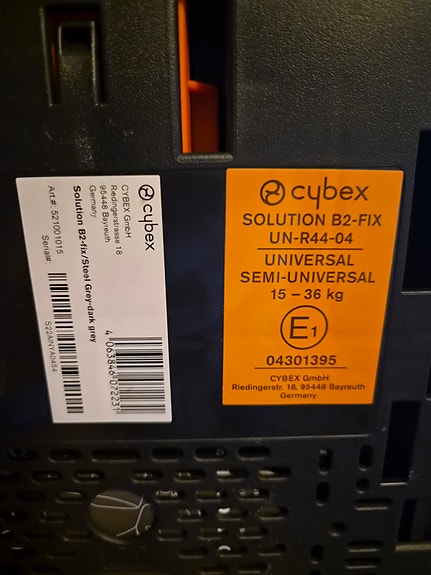 cybex
CYBEX GmbH
Riedingerstrasse 18
95448 Bayreuth
Germany
Solution B2-fix/Steel Grey-dark grey
Art.#: 521001015
Serial#:
S22AINYA0454
4 063846 072231
cybex
SOLUTION B2-FIX
UN-R44-04
UNIVERSAL
SEMI-UNIVERSAL
15 – 36 kg
E1
04301395
CYBEX GmbH
Riedingerstr. 18, 95448 Bayreuth
Germany